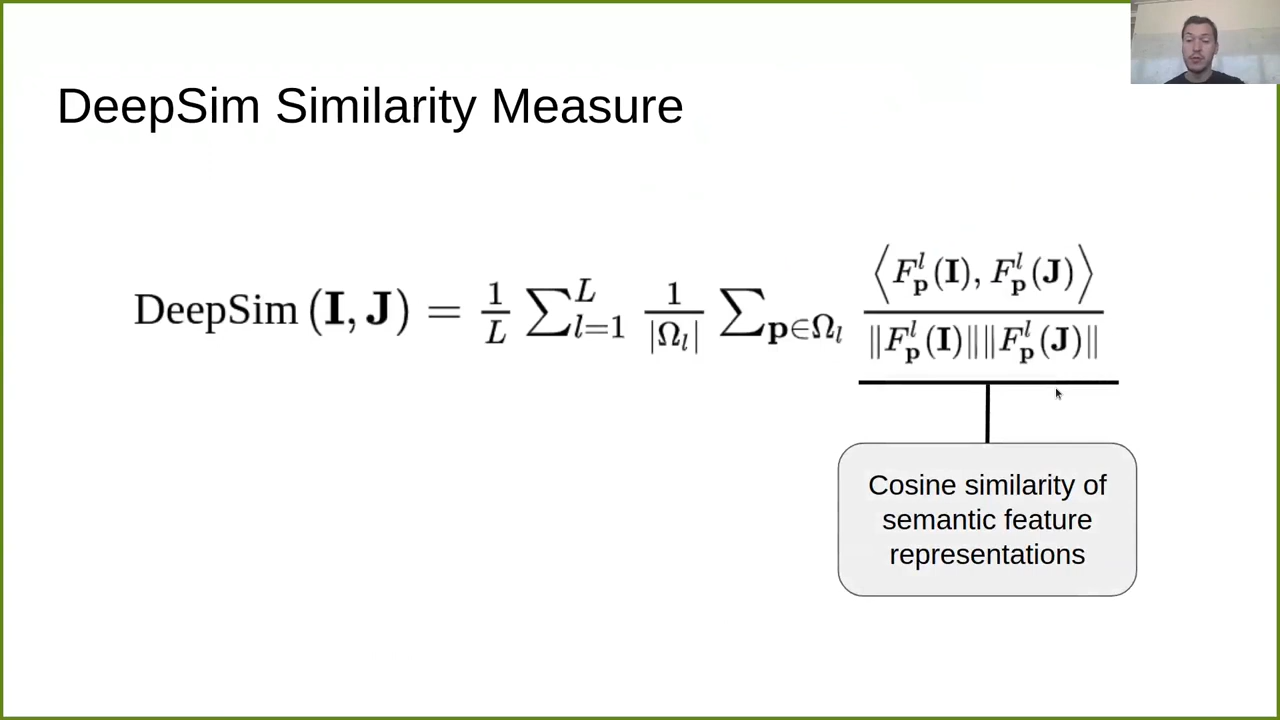 DeepSim Similarity Measure
DeepSim (𝐈, 𝐉) = 1/L ∑_{l=1}^{L} 1/|Ω_l| ∑_{𝐩∈Ω_l} ⟨F_𝐩^l(𝐈), F_𝐩^l(𝐉)⟩ / ‖F_𝐩^l(𝐈)‖‖F_𝐩^l(𝐉)‖
Cosine similarity of
semantic feature
representations